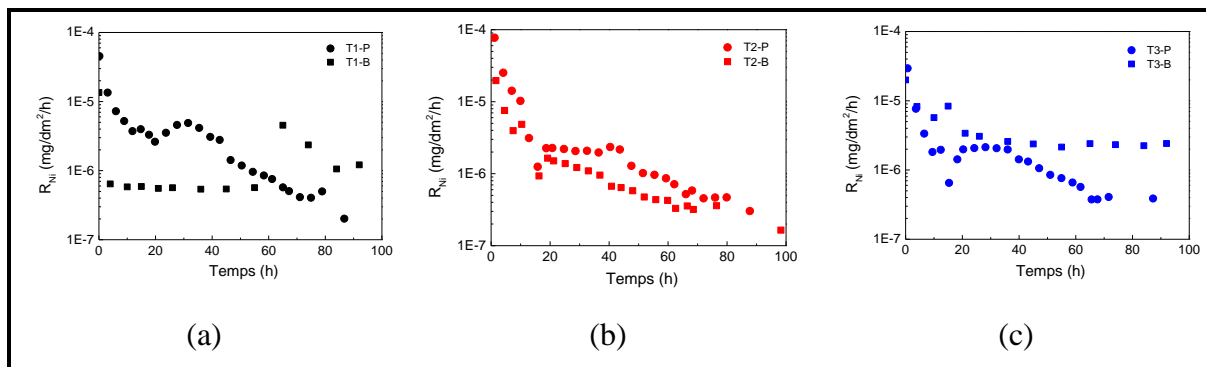 1E-4
1E-5
1E-6
1E-7
R_Ni (mg/dm²/h)
T1-P
T1-B
0 20 40 60 80 100
Temps (h)
(a)
1E-4
1E-5
1E-6
1E-7
R_Ni (mg/dm²/h)
T2-P
T2-B
0 20 40 60 80 100
Temps (h)
(b)
1E-4
1E-5
1E-6
1E-7
R_Ni (mg/dm²/h)
T3-P
T3-B
0 20 40 60 80 100
Temps (h)
(c)